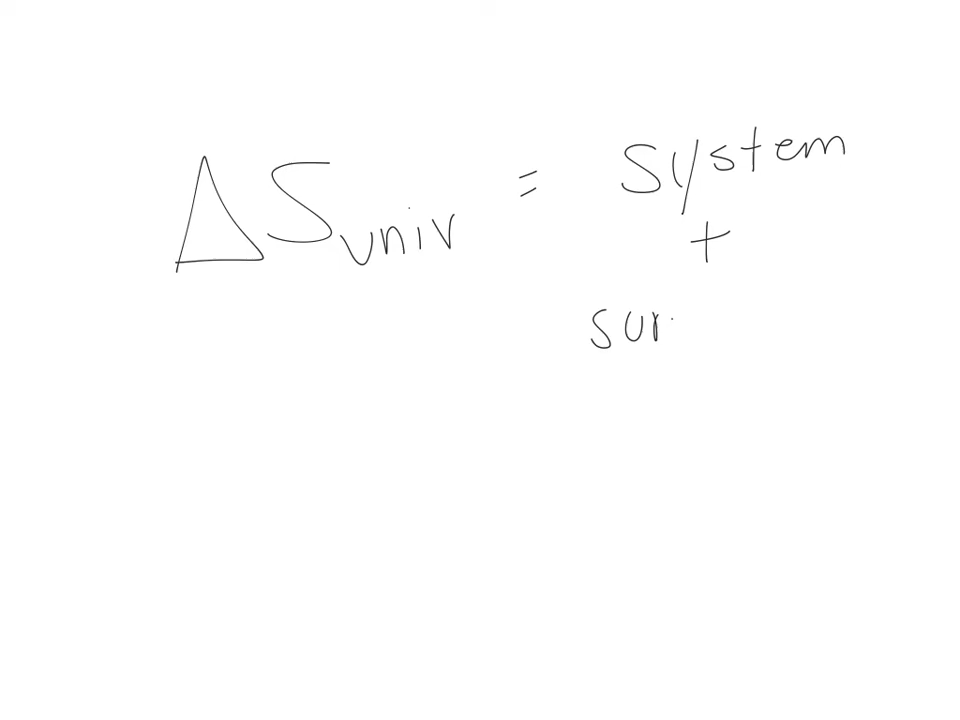 ΔSuniv = system
+
sur